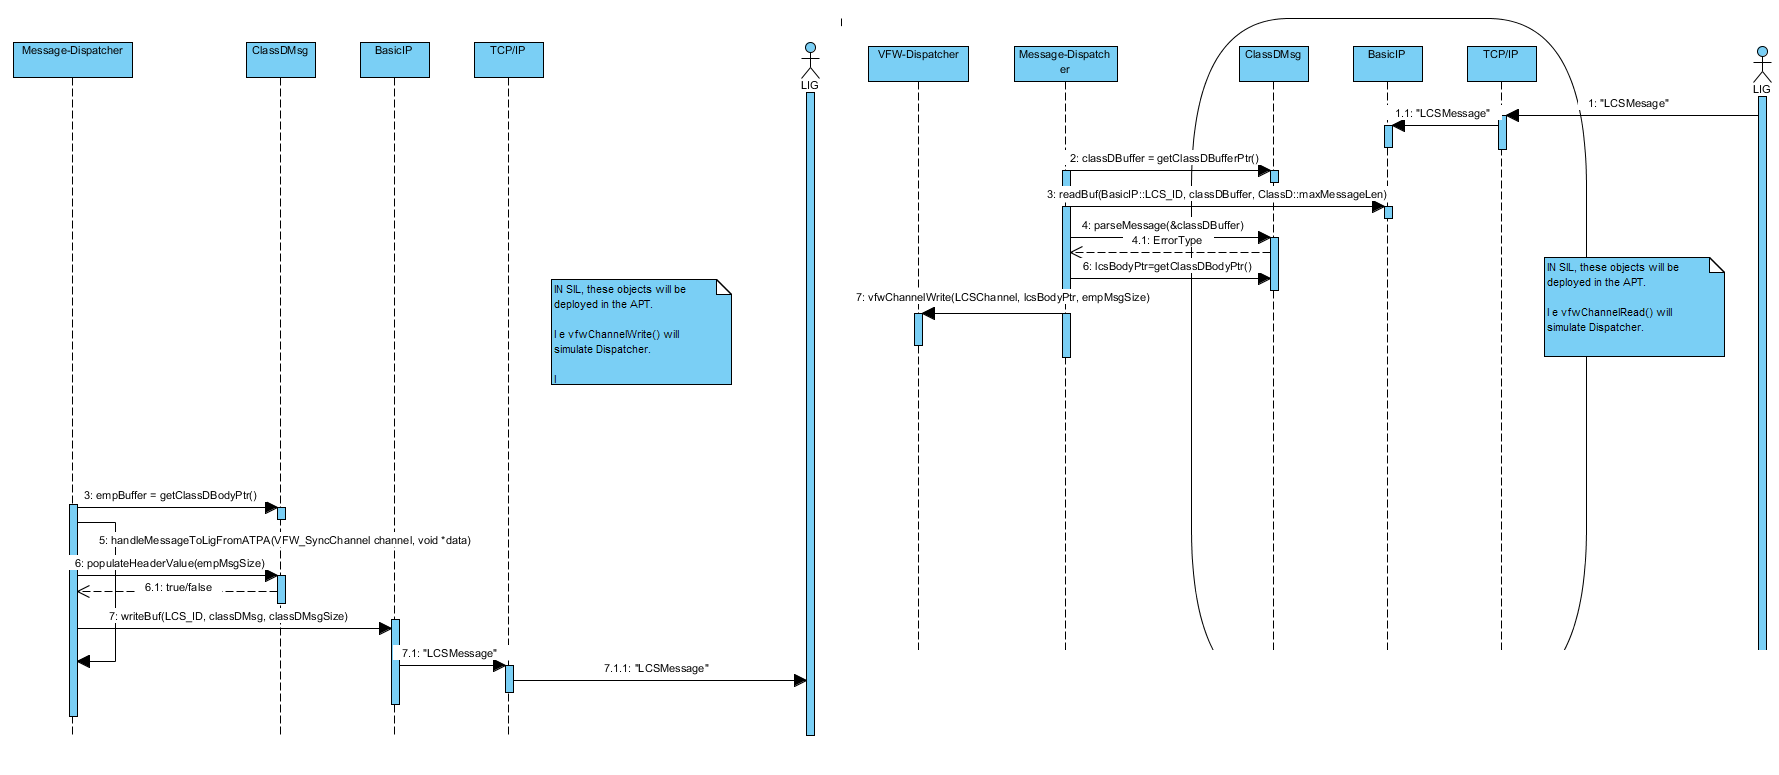 Message-Dispatcher
ClassDMsg
BasicIP
TCP/IP
LIG
IN SIL, these objects will be
deployed in the APT.
I e vfwChannelWrite() will
simulate Dispatcher.
I
3: empBuffer = getClassDBodyPtr()
5: handleMessageToLigFromATPA(VFW_SyncChannel channel, void *data)
6: populateHeaderValue(empMsgSize)
6.1: true/false
7: writeBuf(LCS_ID, classDMsg, classDMsgSize)
7.1: "LCSMessage"
7.1.1: "LCSMessage"
VFW-Dispatcher
Message-Dispatch
er
ClassDMsg
BasicIP
TCP/IP
LIG
1: "LCSMesage"
1.1: "LCSMessage"
2: classDBuffer = getClassDBufferPtr()
3: readBuf(BasicIP::LCS_ID, classDBuffer, ClassD::maxMessageLen)
4: parseMessage(&classDBuffer)
4.1: ErrorType
6: lcsBodyPtr=getClassDBodyPtr()
7: vfwChannelWrite(LCSChannel, lcsBodyPtr, empMsgSize)
IN SIL, these objects will be
deployed in the APT.
I e vfwChannelRead() will
simulate Dispatcher.